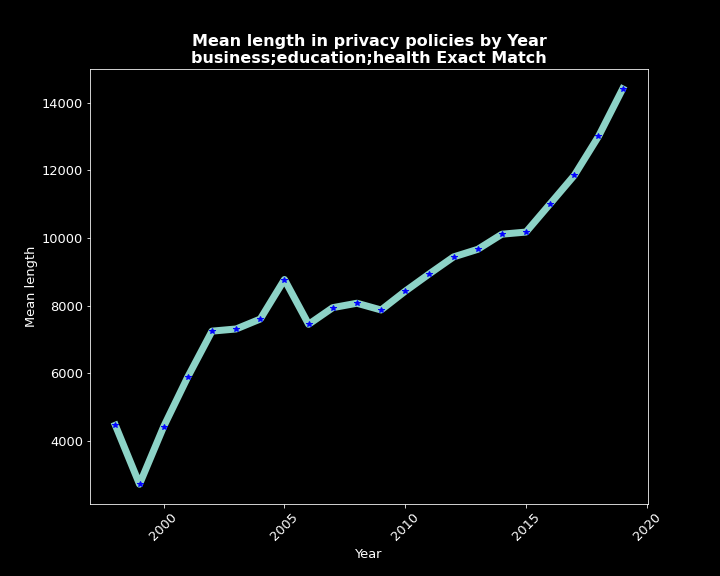 Mean length in privacy policies by Year
business;education;health Exact Match
14000
12000
10000
8000
6000
4000
Mean length
2000
2005
2010
2015
2020
Year